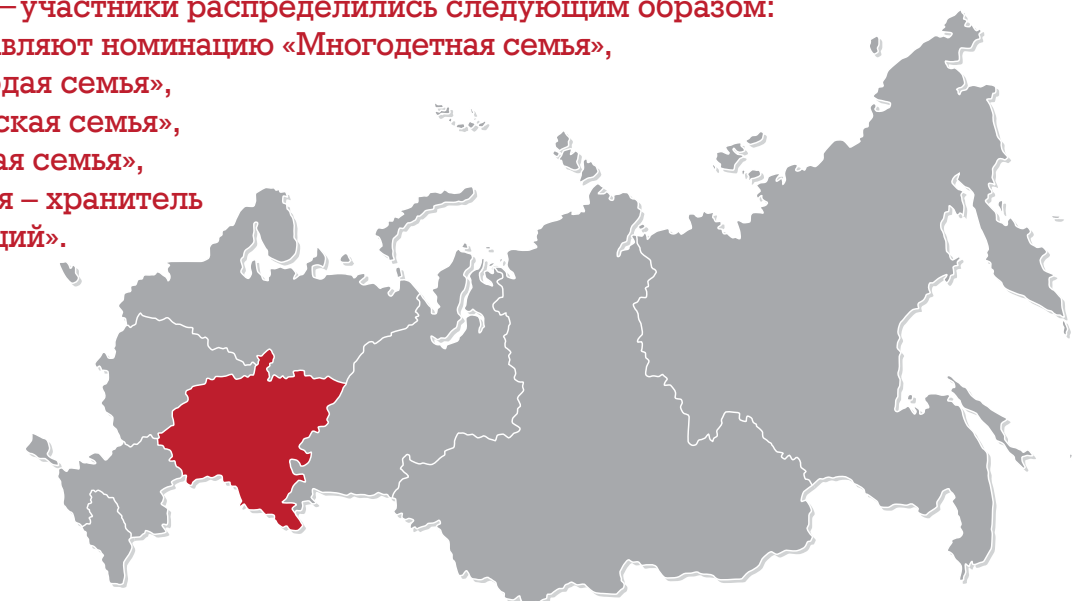 – участники распределились следующим образом:
вляют номинацию «Многодетная семья»,
дая семья»,
ская семья»,
ая семья»,
я – хранитель
ций».